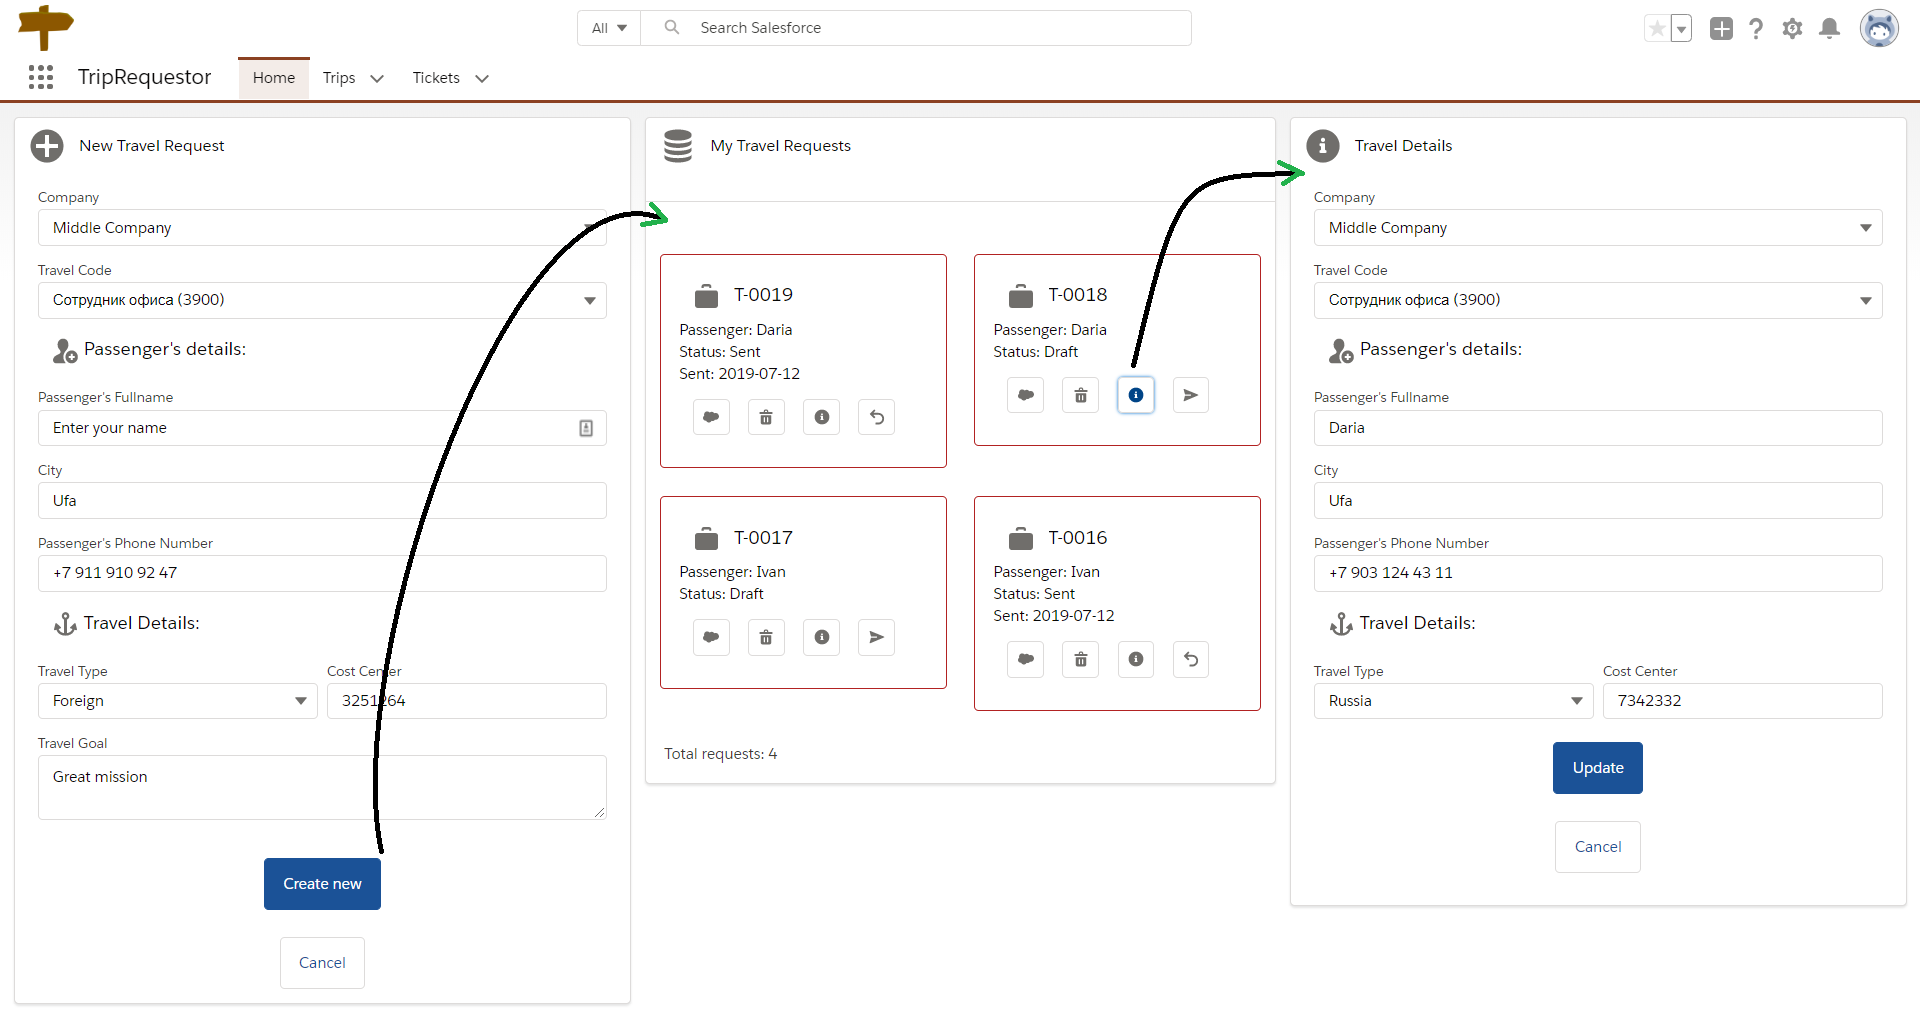 All
Search Salesforce
TripRequestor
Home
Trips
Tickets
New Travel Request
Company
Middle Company
Travel Code
Сотрудник офиса (3900)
Passenger's details:
Passenger's Fullname
Enter your name
City
Ufa
Passenger's Phone Number
+7 911 910 92 47
Travel Details:
Travel Type
Cost Center
Foreign
3251264
Travel Goal
Great mission
Create new
Cancel
My Travel Requests
T-0019
Passenger: Daria
Status: Sent
Sent: 2019-07-12
T-0018
Passenger: Daria
Status: Draft
T-0017
Passenger: Ivan
Status: Draft
T-0016
Passenger: Ivan
Status: Sent
Sent: 2019-07-12
Total requests: 4
Travel Details
Company
Middle Company
Travel Code
Сотрудник офиса (3900)
Passenger's details:
Passenger's Fullname
Daria
City
Ufa
Passenger's Phone Number
+7 903 124 43 11
Travel Details:
Travel Type
Cost Center
Russia
7342332
Update
Cancel